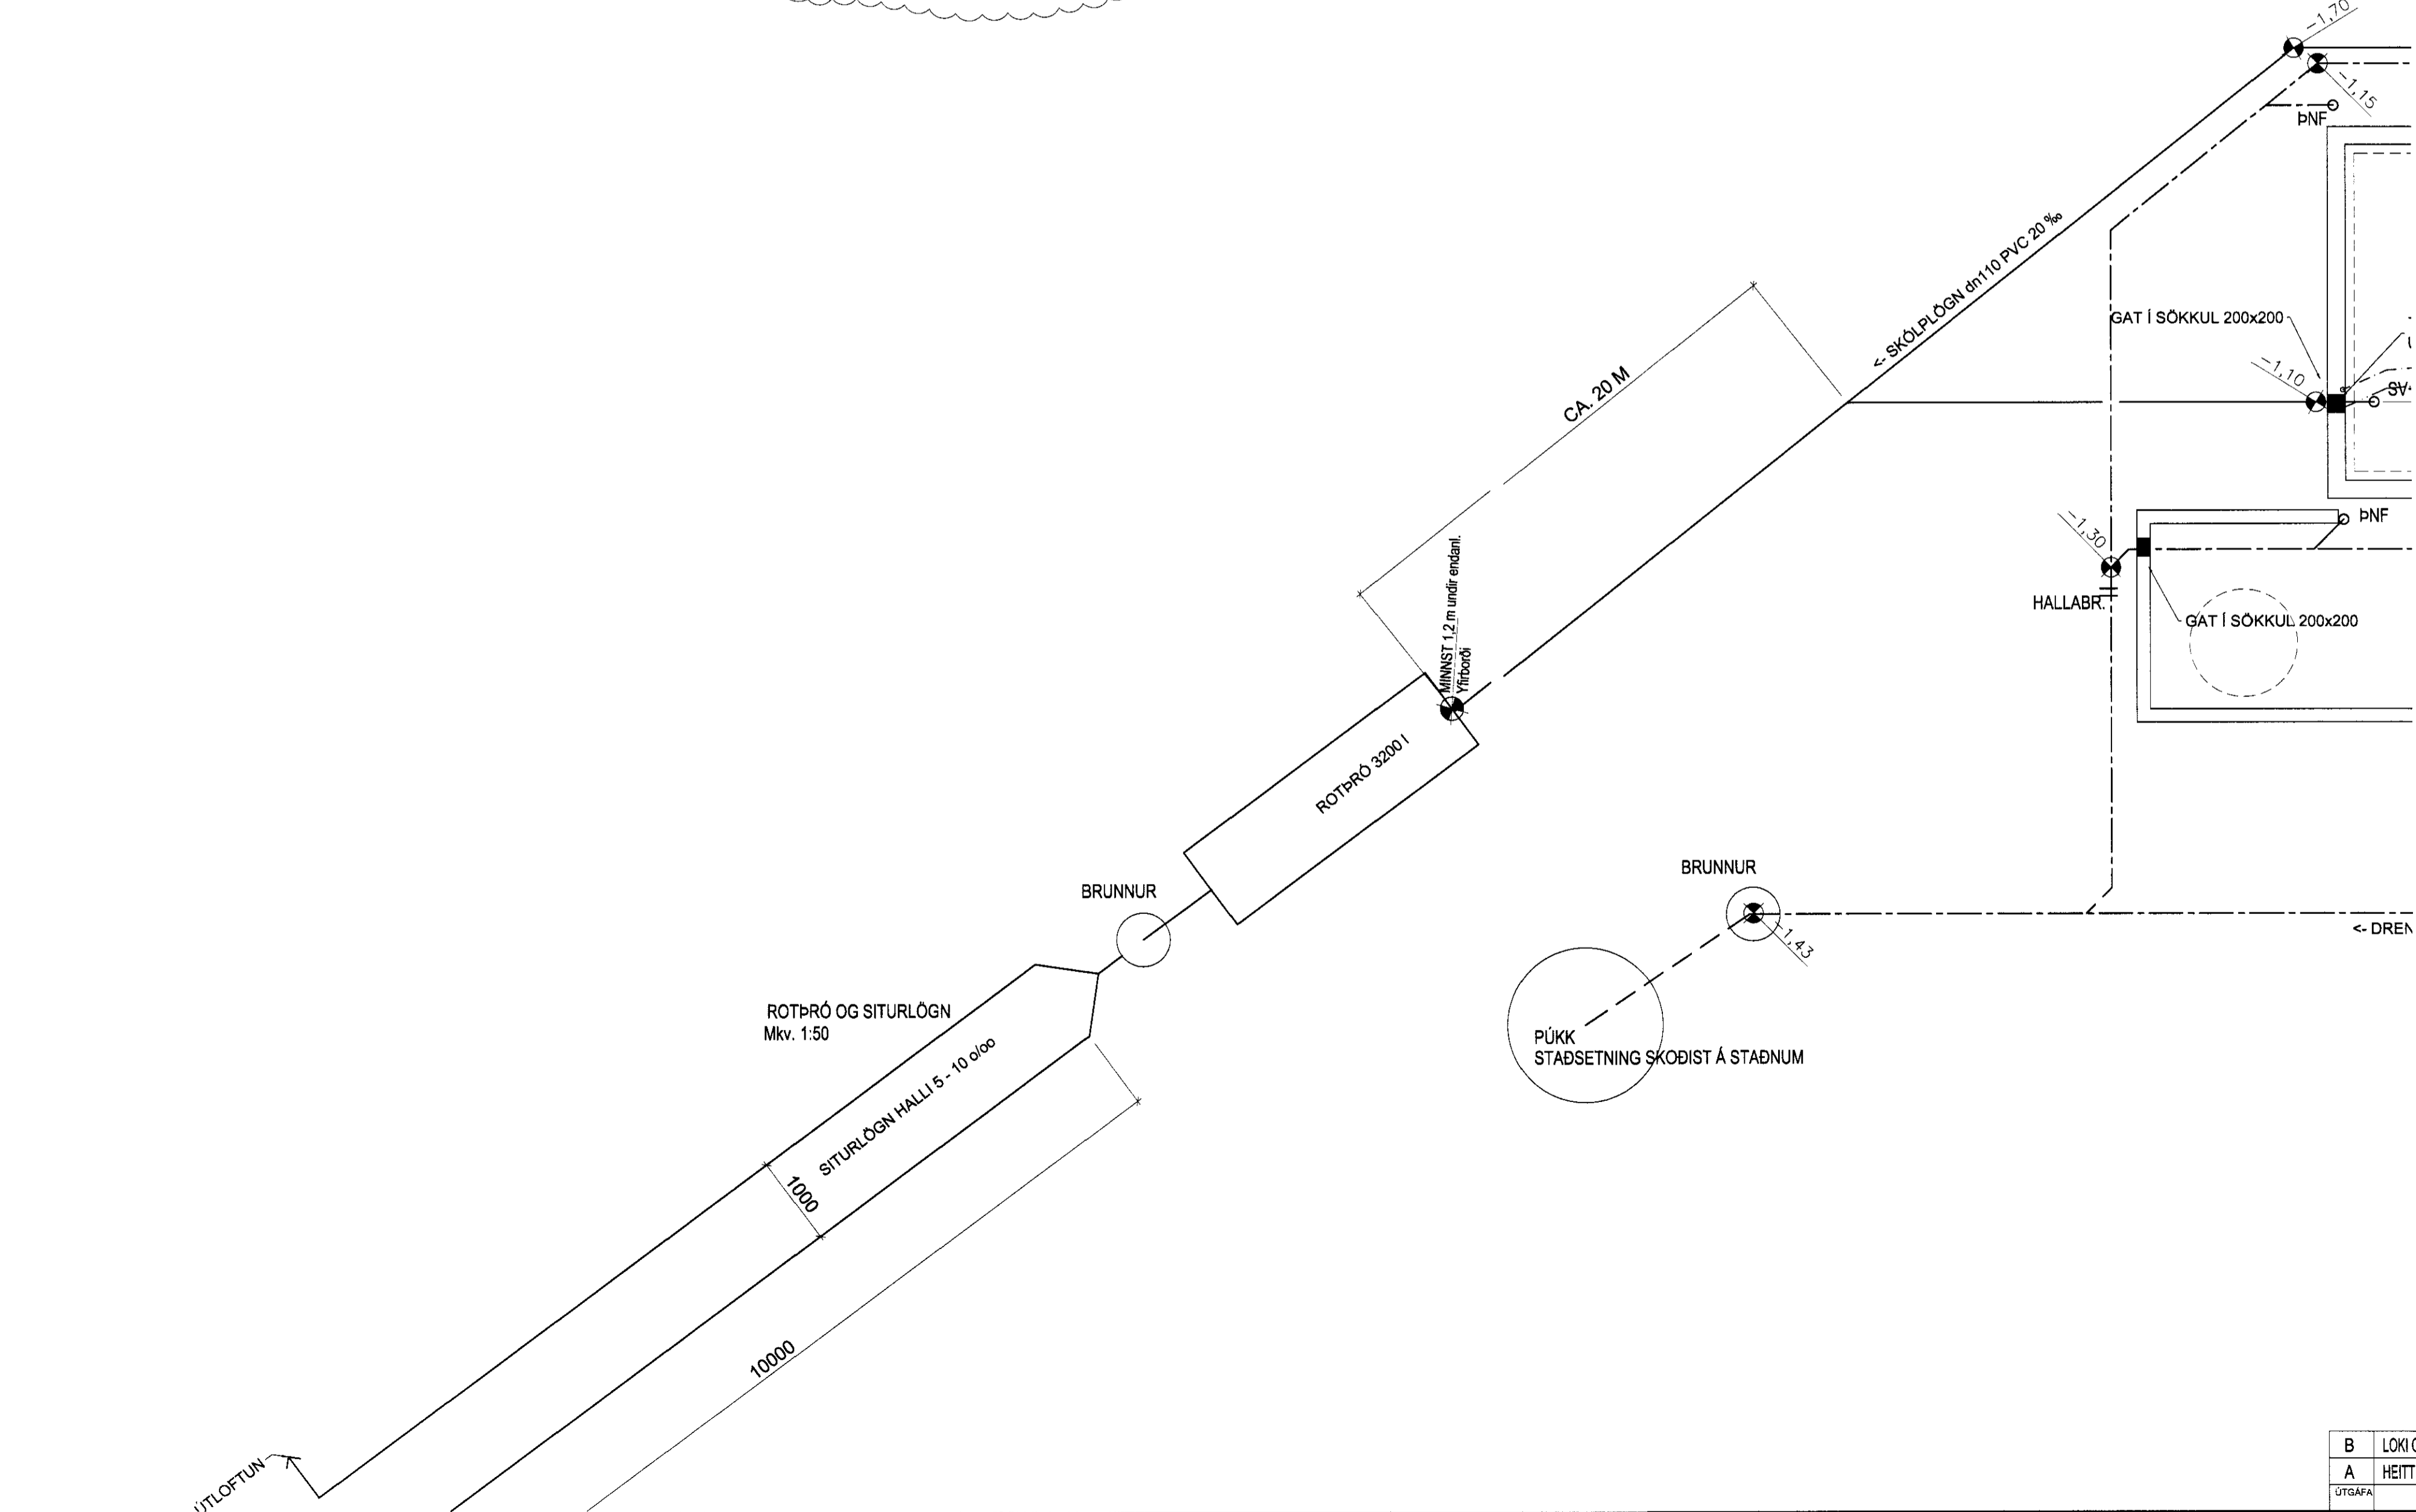 -1,70
-1,15
ÞNF
<- SKÓLPLÖGN dn110 PVC 20 ‰
GAT Í SÖKKUL 200x200
-1,10
SV-
CA. 20 M
MINNST 1,2 m undir endanl.
Yfirborði
-1,30
ÞNF
HALLABR.
GAT Í SÖKKUL 200x200
ROTÞRÓ 3200 l
BRUNNUR
BRUNNUR
-1,43
<- DREN
ROTÞRÓ OG SITURLÖGN
Mkv. 1:50
PÚKK
STAÐSETNING SKOÐIST Á STAÐNUM
SITURLÖGN HALLI 5 - 10 o/oo
1000
10000
ÚTLOFTUN
B LOKI
A HEITT
ÚTGÁFA